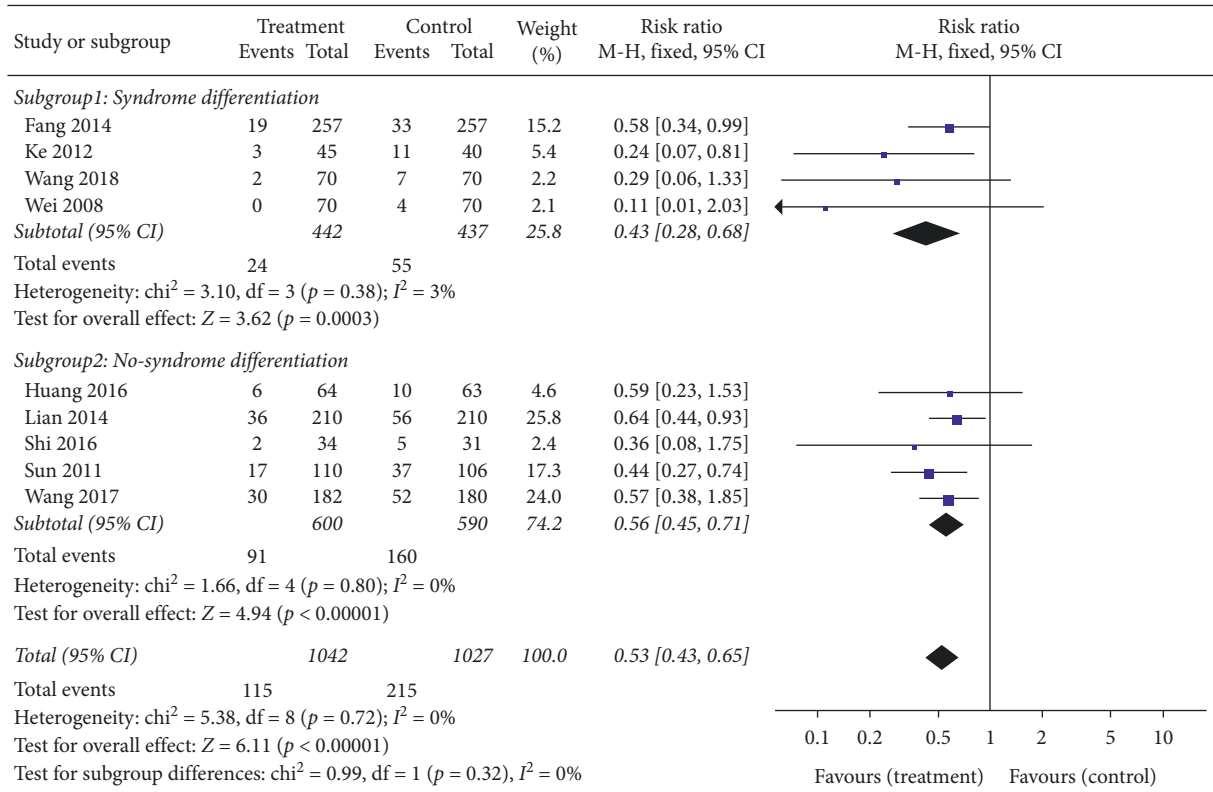 Study or subgroup Treatment Control Weight (%) Risk ratio Risk ratio
Events Total Events Total M-H, fixed, 95% CI M-H, fixed, 95% CI
Subgroup1: Syndrome differentiation
Fang 2014 19 257 33 257 15.2 0.58 [0.34, 0.99]
Ke 2012 3 45 11 40 5.4 0.24 [0.07, 0.81]
Wang 2018 2 70 7 70 2.2 0.29 [0.06, 1.33]
Wei 2008 0 70 4 70 2.1 0.11 [0.01, 2.03]
Subtotal (95% CI) 442 437 25.8 0.43 [0.28, 0.68]
Total events 24 55
Heterogeneity: chi² = 3.10, df = 3 (p = 0.38); I² = 3%
Test for overall effect: Z = 3.62 (p = 0.0003)
Subgroup2: No-syndrome differentiation
Huang 2016 6 64 10 63 4.6 0.59 [0.23, 1.53]
Lian 2014 36 210 56 210 25.8 0.64 [0.44, 0.93]
Shi 2016 2 34 5 31 2.4 0.36 [0.08, 1.75]
Sun 2011 17 110 37 106 17.3 0.44 [0.27, 0.74]
Wang 2017 30 182 52 180 24.0 0.57 [0.38, 1.85]
Subtotal (95% CI) 600 590 74.2 0.56 [0.45, 0.71]
Total events 91 160
Heterogeneity: chi² = 1.66, df = 4 (p = 0.80); I² = 0%
Test for overall effect: Z = 4.94 (p < 0.00001)
Total (95% CI) 1042 1027 100.0 0.53 [0.43, 0.65]
Total events 115 215
Heterogeneity: chi² = 5.38, df = 8 (p = 0.72); I² = 0%
Test for overall effect: Z = 6.11 (p < 0.00001)
Test for subgroup differences: chi² = 0.99, df = 1 (p = 0.32), I² = 0%
0.1 0.2 0.5 1 2 5 10
Favours (treatment) Favours (control)